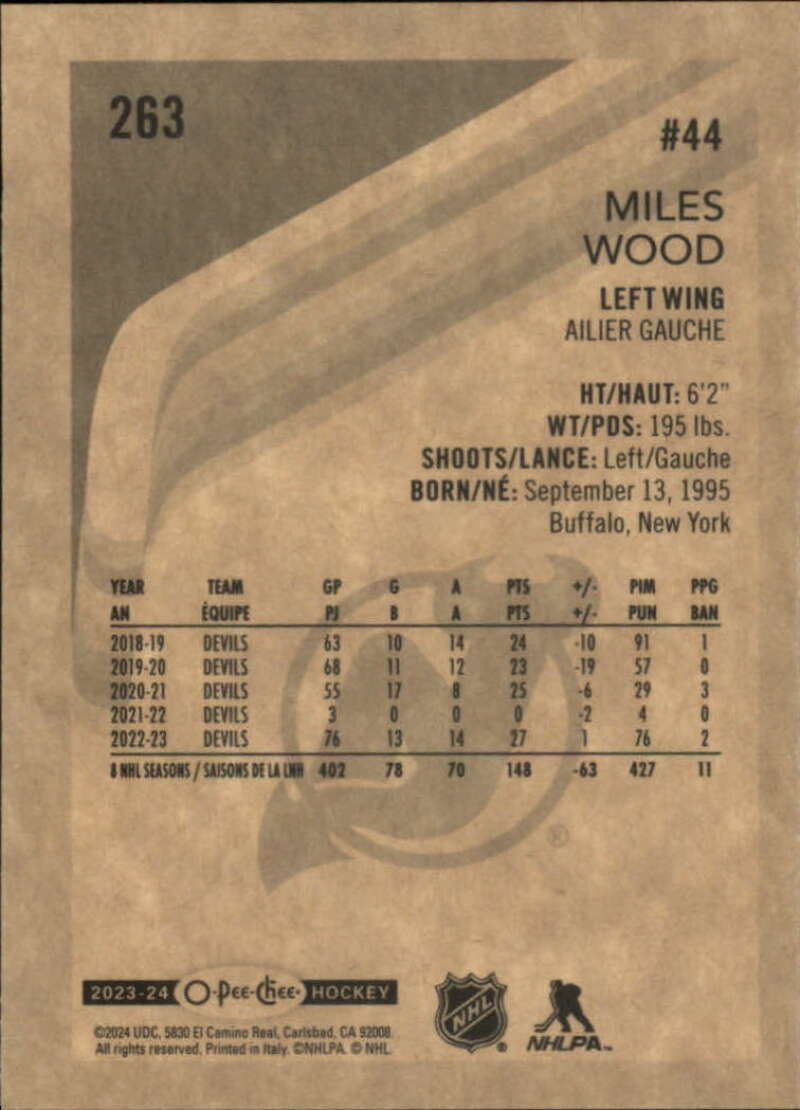 263
#44
MILES
WOOD
LEFT WING
AILIER GAUCHE
HT/HAUT: 6'2"
WT/PDS: 195 lbs.
SHOOTS/LANCE: Left/Gauche
BORN/NÉ: September 13, 1995
Buffalo, New York
YEAR TEAM GP G A PTS +/- PIM PPG
AN ÉQUIPE PJ B A PTS +/- PUN BAN
2018-19 DEVILS 63 10 14 24 -10 91 1
2019-20 DEVILS 68 11 12 23 -19 57 0
2020-21 DEVILS 55 17 8 25 -6 29 3
2021-22 DEVILS 3 0 0 0 -2 4 0
2022-23 DEVILS 76 13 14 27 1 76 2
8 NHL SEASONS / SAISONS DE LA LNH 402 78 70 148 -63 427 11
®
2023-24 O-Pee-Chee HOCKEY
©2024 UDC, 5830 El Camino Real, Carlsbad, CA 92008.
All rights reserved. Printed in Italy. ©NHLPA. © NHL.
NHL ®
NHLPA™